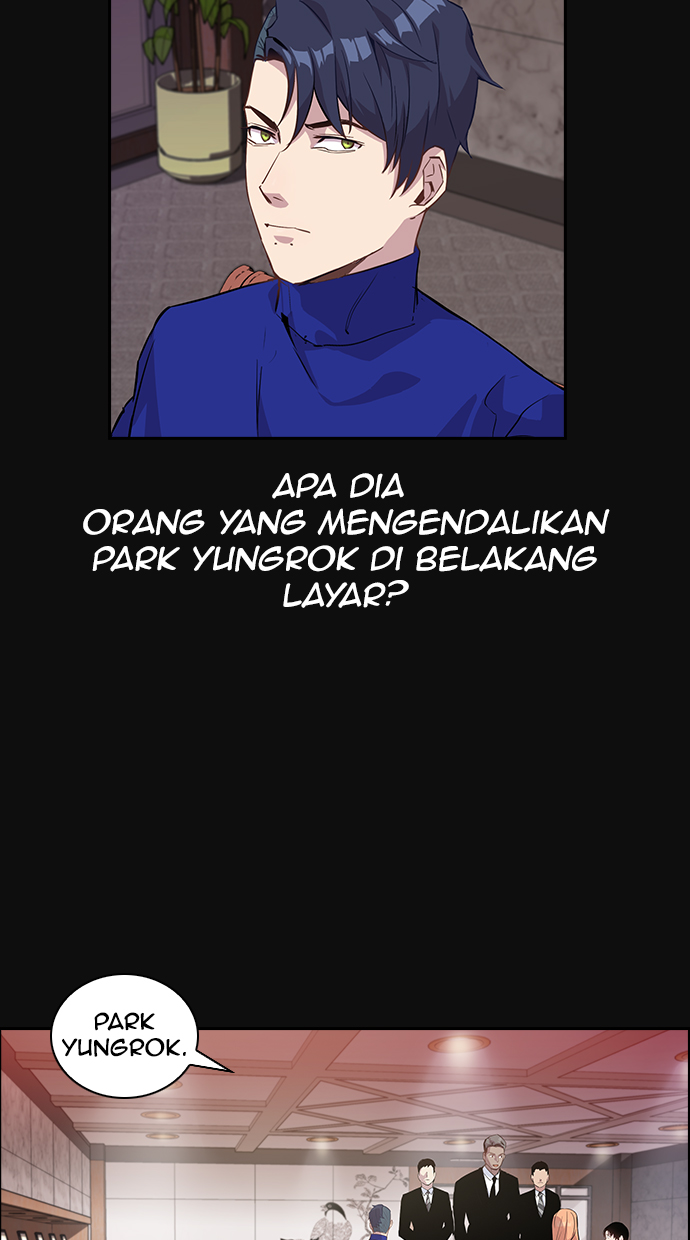 APA DIA
ORANG YANG MENGENDALIKAN
PARK YUNGROK DI BELAKANG
LAYAR?
PARK
YUNGROK.